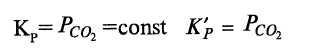 K_P = P_{CO_2} = const K'_P = P_{CO_2}